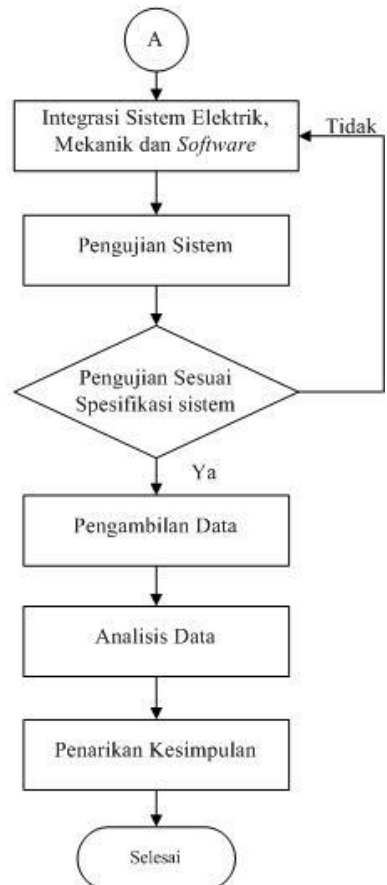 A
Integrasi Sistem Elektrik,
Mekanik dan Software
Tidak
Pengujian Sistem
Pengujian Sesuai
Spesifikasi sistem
Ya
Pengambilan Data
Analisis Data
Penarikan Kesimpulan
Selesai